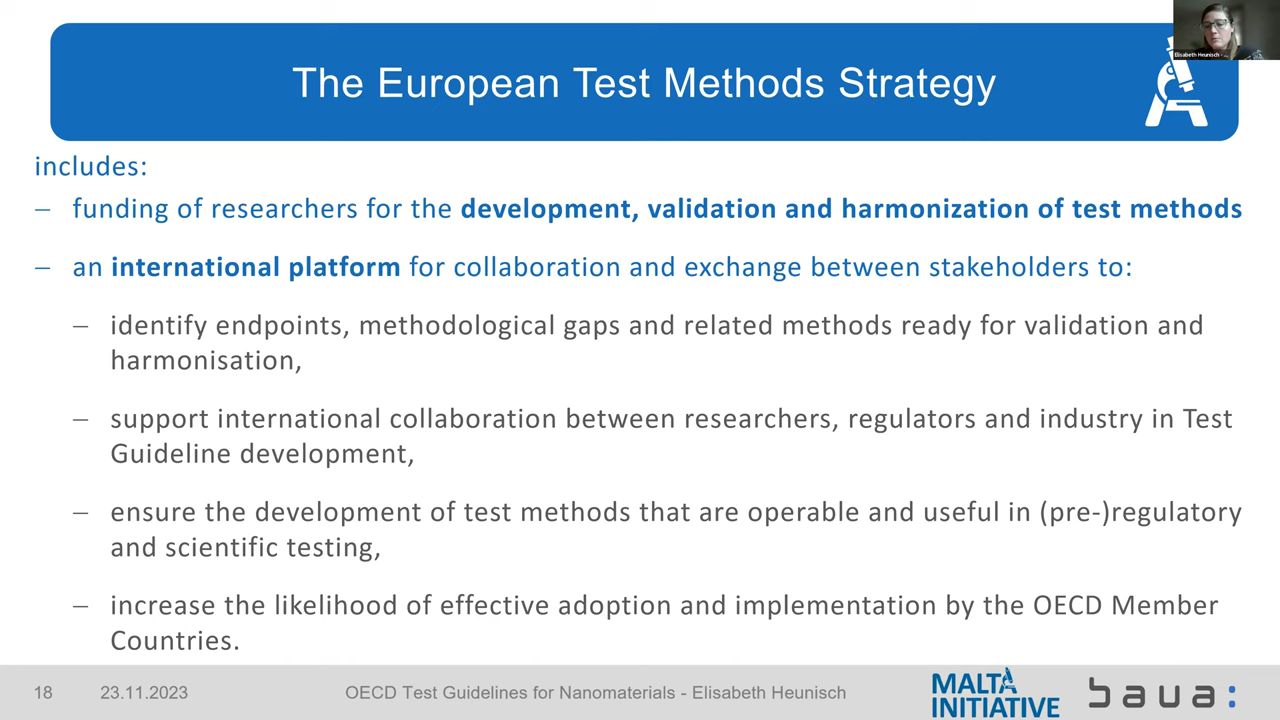 The European Test Methods Strategy
Elisabeth Heunisch -
includes:
– funding of researchers for the development, validation and harmonization of test methods
– an international platform for collaboration and exchange between stakeholders to:
– identify endpoints, methodological gaps and related methods ready for validation and
harmonisation,
– support international collaboration between researchers, regulators and industry in Test
Guideline development,
– ensure the development of test methods that are operable and useful in (pre-)regulatory
and scientific testing,
– increase the likelihood of effective adoption and implementation by the OECD Member
Countries.
18 23.11.2023 OECD Test Guidelines for Nanomaterials - Elisabeth Heunisch
MALTA
INITIATIVE
baua: